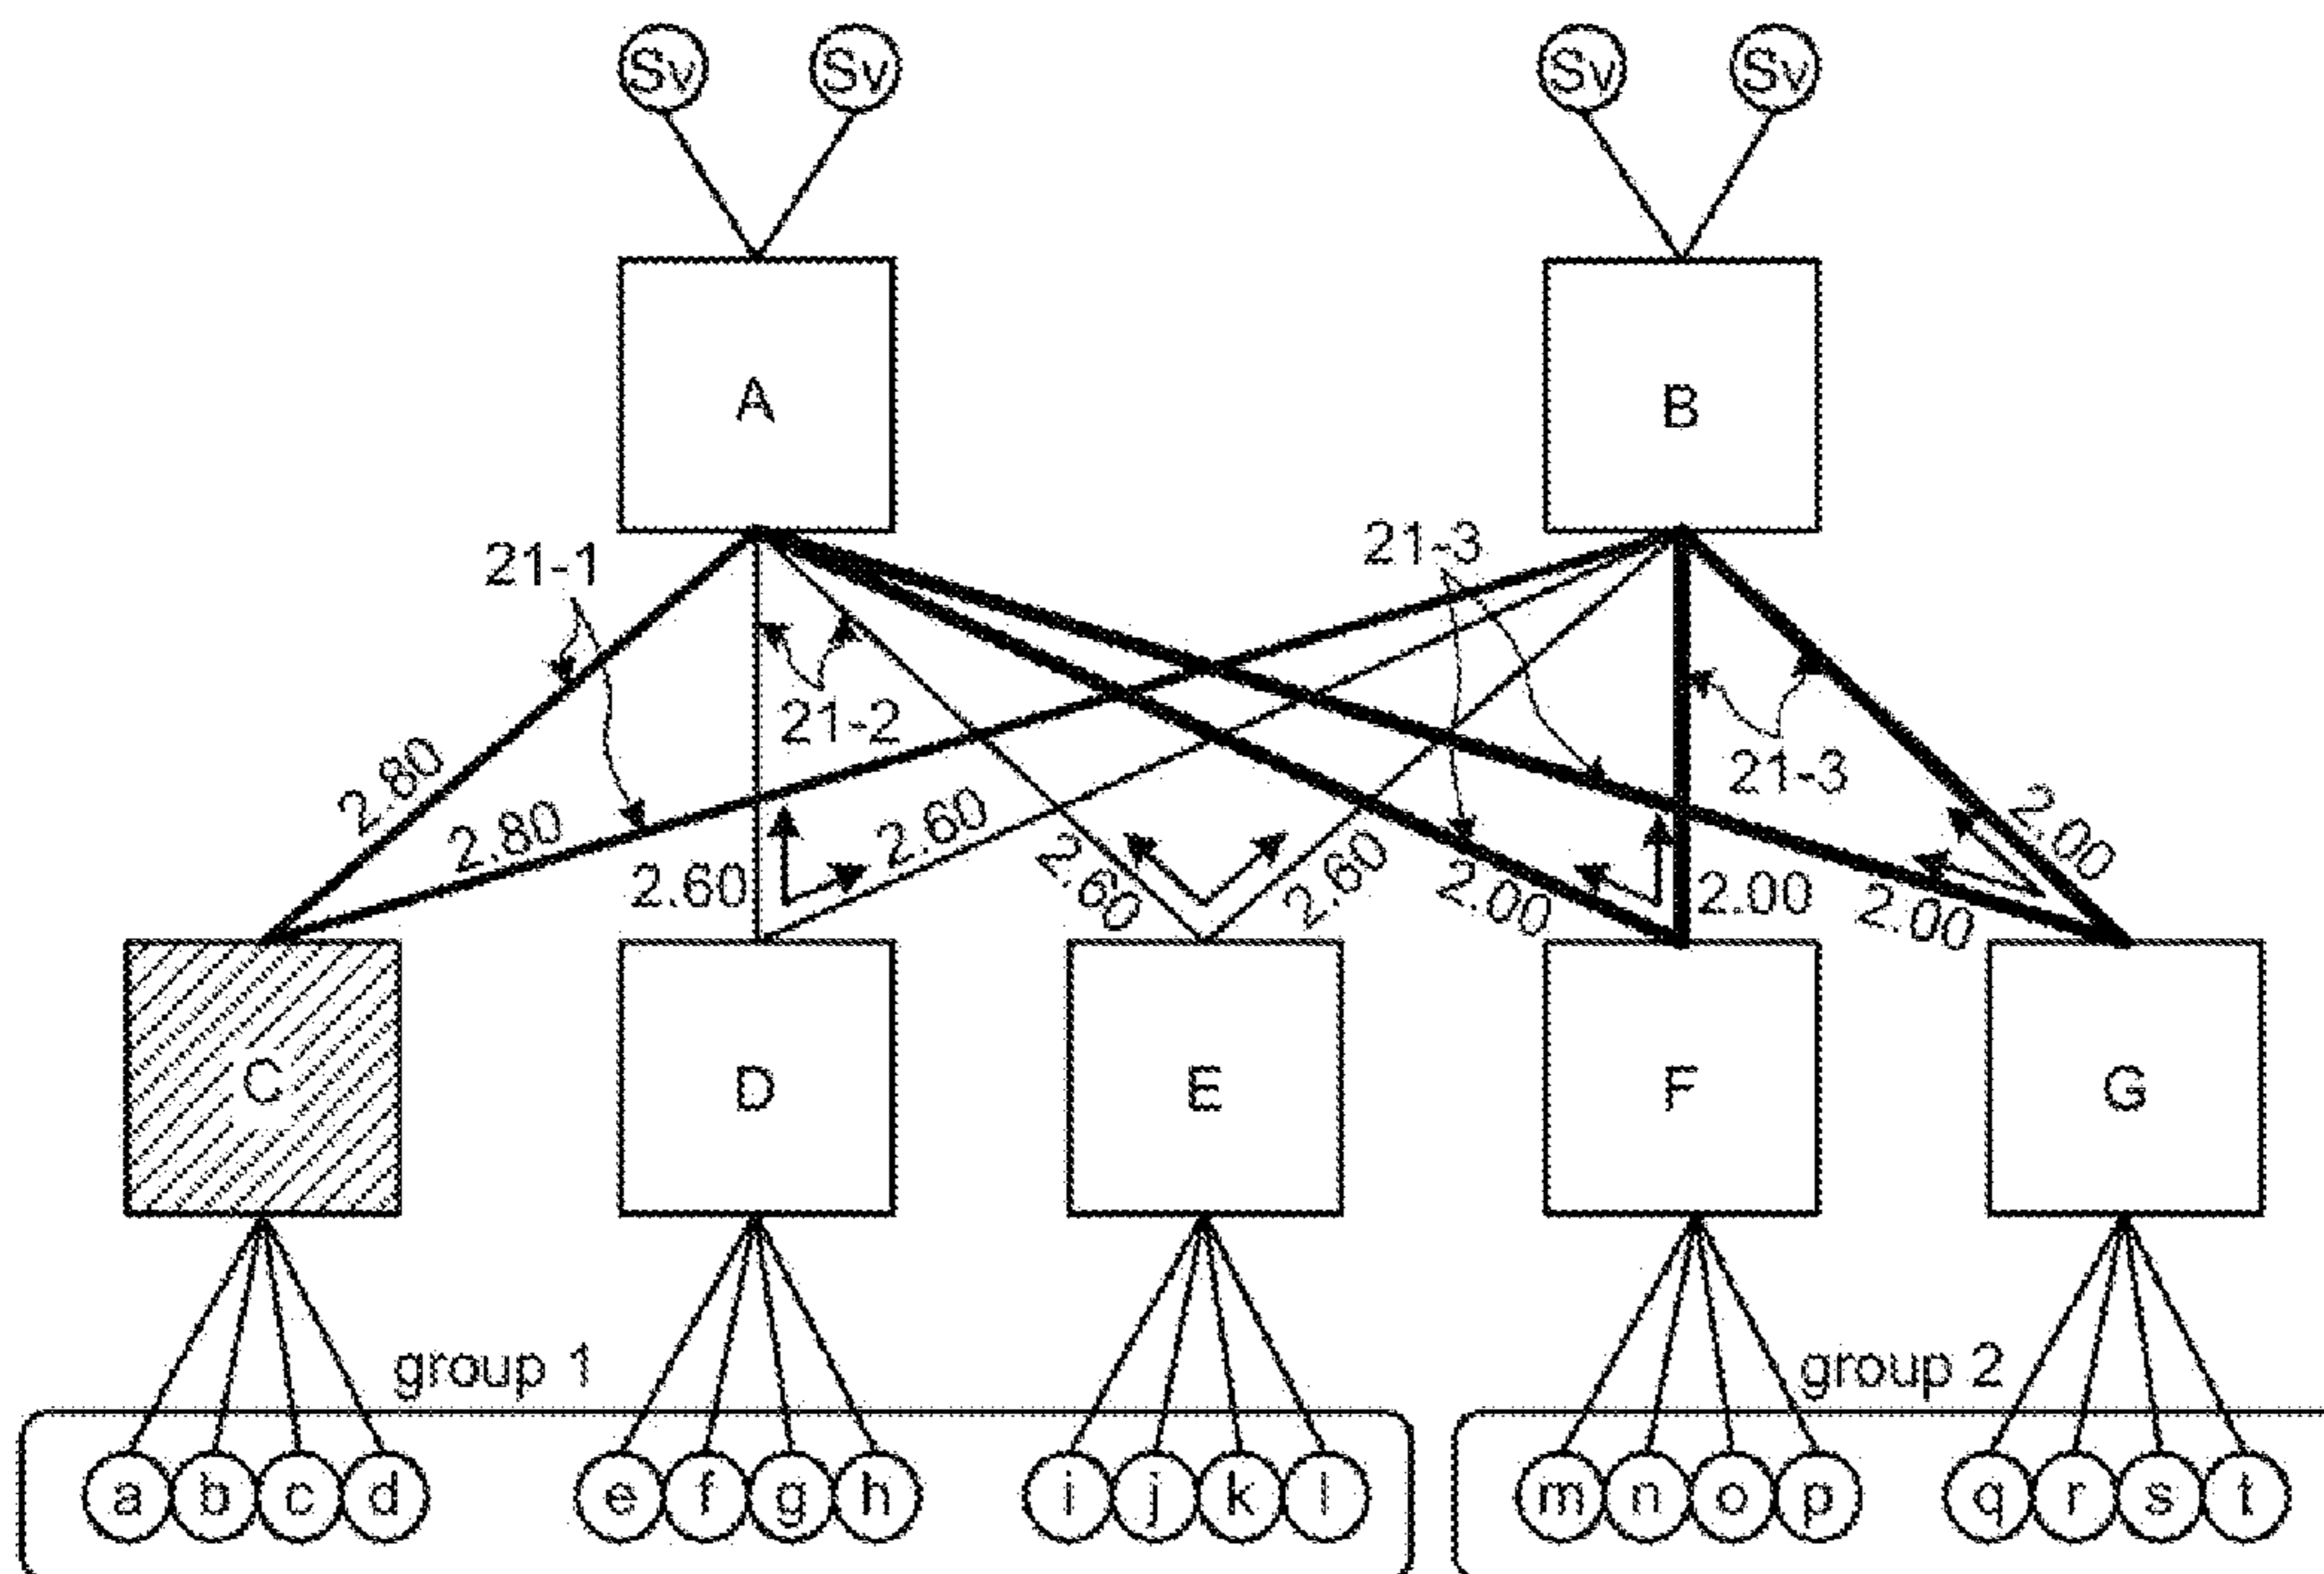 Sv Sv Sv Sv
A B
21-1 21-3
21-2 21-3
2.80 2.80 2.60 2.60 2.60 2.60 2.00 2.00 2.00 2.00
C D E F G
group 1 group 2
a b c d e f g h i j k l m n o p q r s t